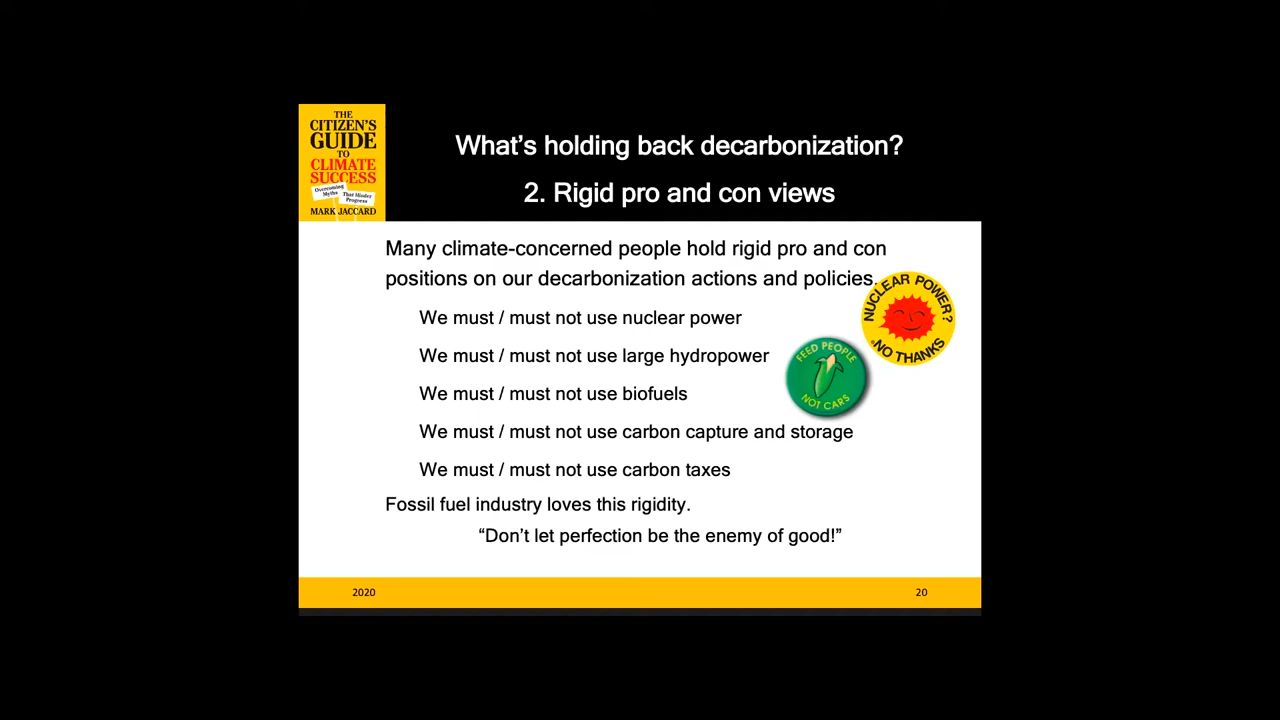 THE
CITIZEN'S
GUIDE
TO
CLIMATE
SUCCESS
Overcoming
Myths
That Hinder
Progress
MARK JACCARD
What's holding back decarbonization?
2. Rigid pro and con views
Many climate-concerned people hold rigid pro and con
positions on our decarbonization actions and policies.
NUCLEAR POWER?
NO THANKS
We must / must not use nuclear power
We must / must not use large hydropower
FEED PEOPLE
NOT CARS
We must / must not use biofuels
We must / must not use carbon capture and storage
We must / must not use carbon taxes
Fossil fuel industry loves this rigidity.
“Don't let perfection be the enemy of good!”
2020
20